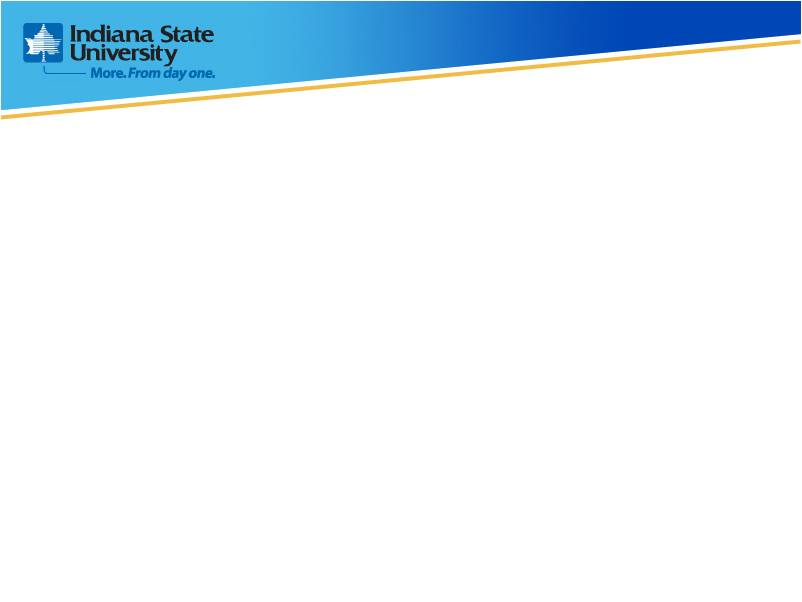 Indiana State
University
More. From day one.